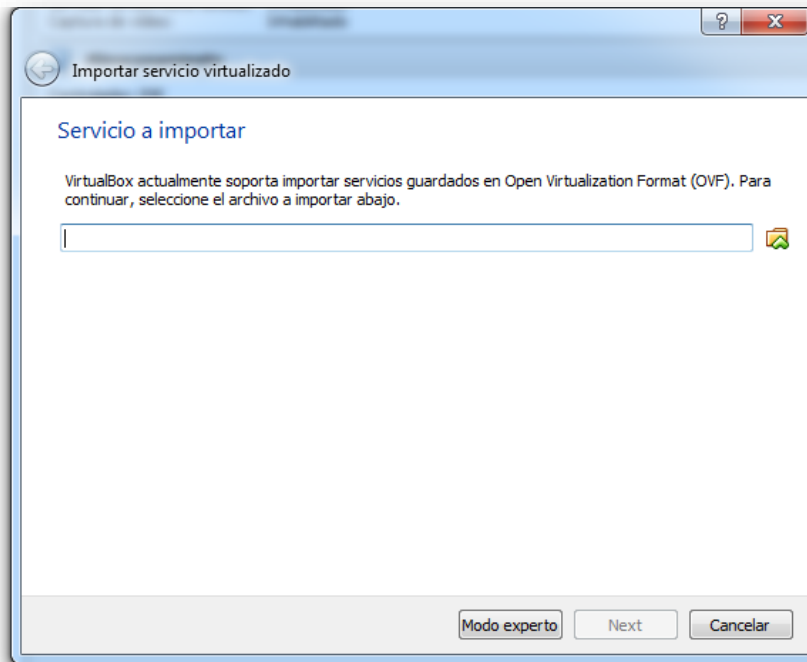 ?
x
Importar servicio virtualizado
Servicio a importar
VirtualBox actualmente soporta importar servicios guardados en Open Virtualization Format (OVF). Para
continuar, seleccione el archivo a importar abajo.
Modo experto
Next
Cancelar